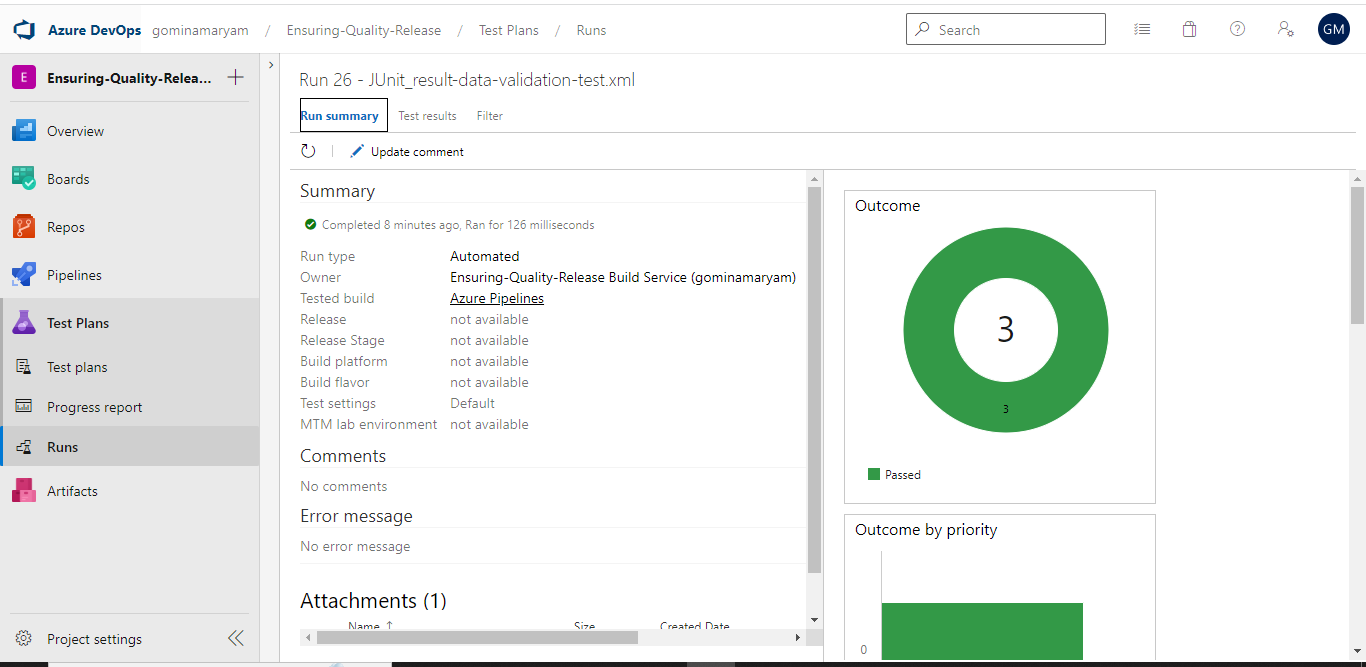 Azure DevOps gominamaryam / Ensuring-Quality-Release / Test Plans / Runs
Search
GM
E Ensuring-Quality-Relea...
Overview
Boards
Repos
Pipelines
Test Plans
Test plans
Progress report
Runs
Artifacts
Project settings
Run 26 - JUnit_result-data-validation-test.xml
Run summary Test results Filter
Update comment
Summary
Completed 8 minutes ago, Ran for 126 milliseconds
Run type Automated
Owner Ensuring-Quality-Release Build Service (gominamaryam)
Tested build Azure Pipelines
Release not available
Release Stage not available
Build platform not available
Build flavor not available
Test settings Default
MTM lab environment not available
Comments
No comments
Error message
No error message
Attachments (1)
Name ↑ Size Created Date
Outcome
3
3
Passed
Outcome by priority
0